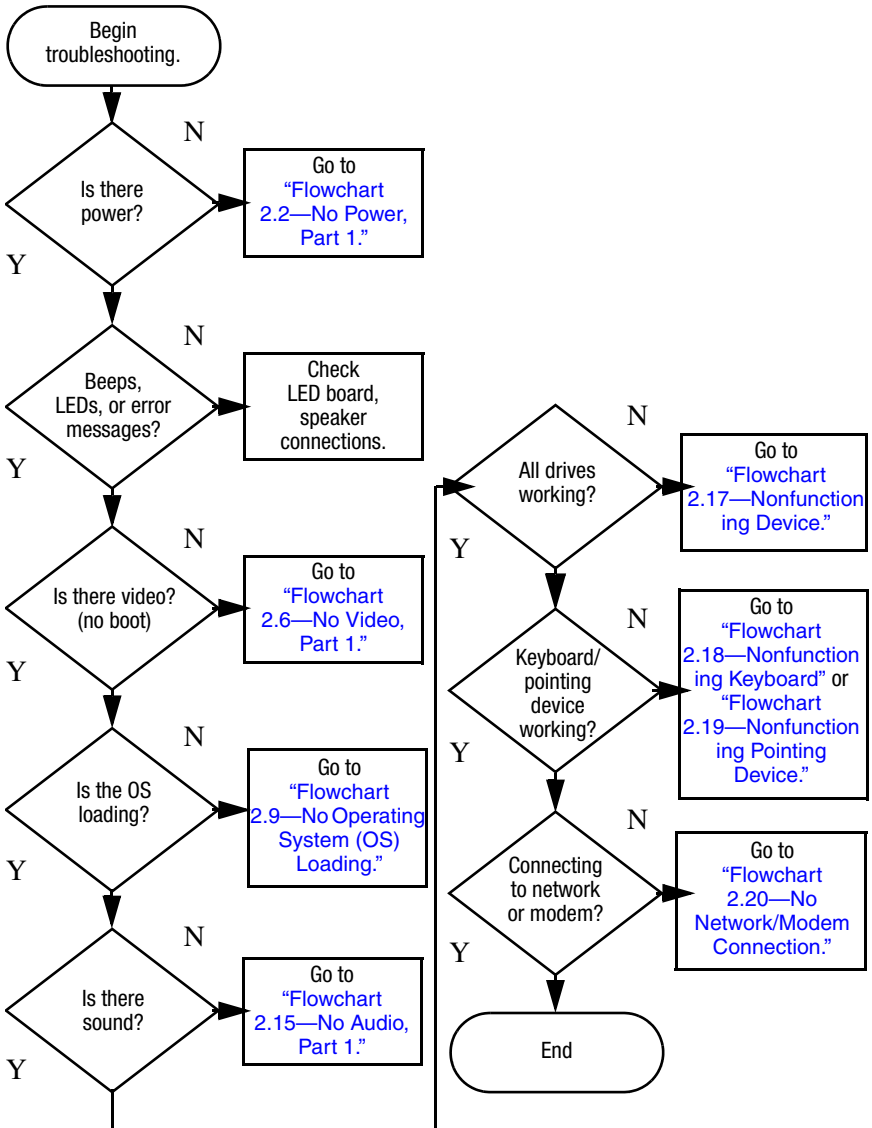 Begin
troubleshooting.
N
Is there
power?
Go to
“Flowchart
2.2—No Power,
Part 1.”
Y
N
Beeps,
LEDs, or error
messages?
Check
LED board,
speaker
connections.
Y
N
Is there video?
(no boot)
Go to
“Flowchart
2.6—No Video,
Part 1.”
Y
N
Is the OS
loading?
Go to
“Flowchart
2.9—No Operating
System (OS)
Loading.”
Y
N
Is there
sound?
Go to
“Flowchart
2.15—No Audio,
Part 1.”
Y
N
All drives
working?
Go to
“Flowchart
2.17—Nonfunction
ing Device.”
Y
N
Keyboard/
pointing
device
working?
Go to
“Flowchart
2.18—Nonfunction
ing Keyboard” or
“Flowchart
2.19—Nonfunction
ing Pointing
Device.”
Y
N
Connecting
to network
or modem?
Go to
“Flowchart
2.20—No
Network/Modem
Connection.”
Y
End